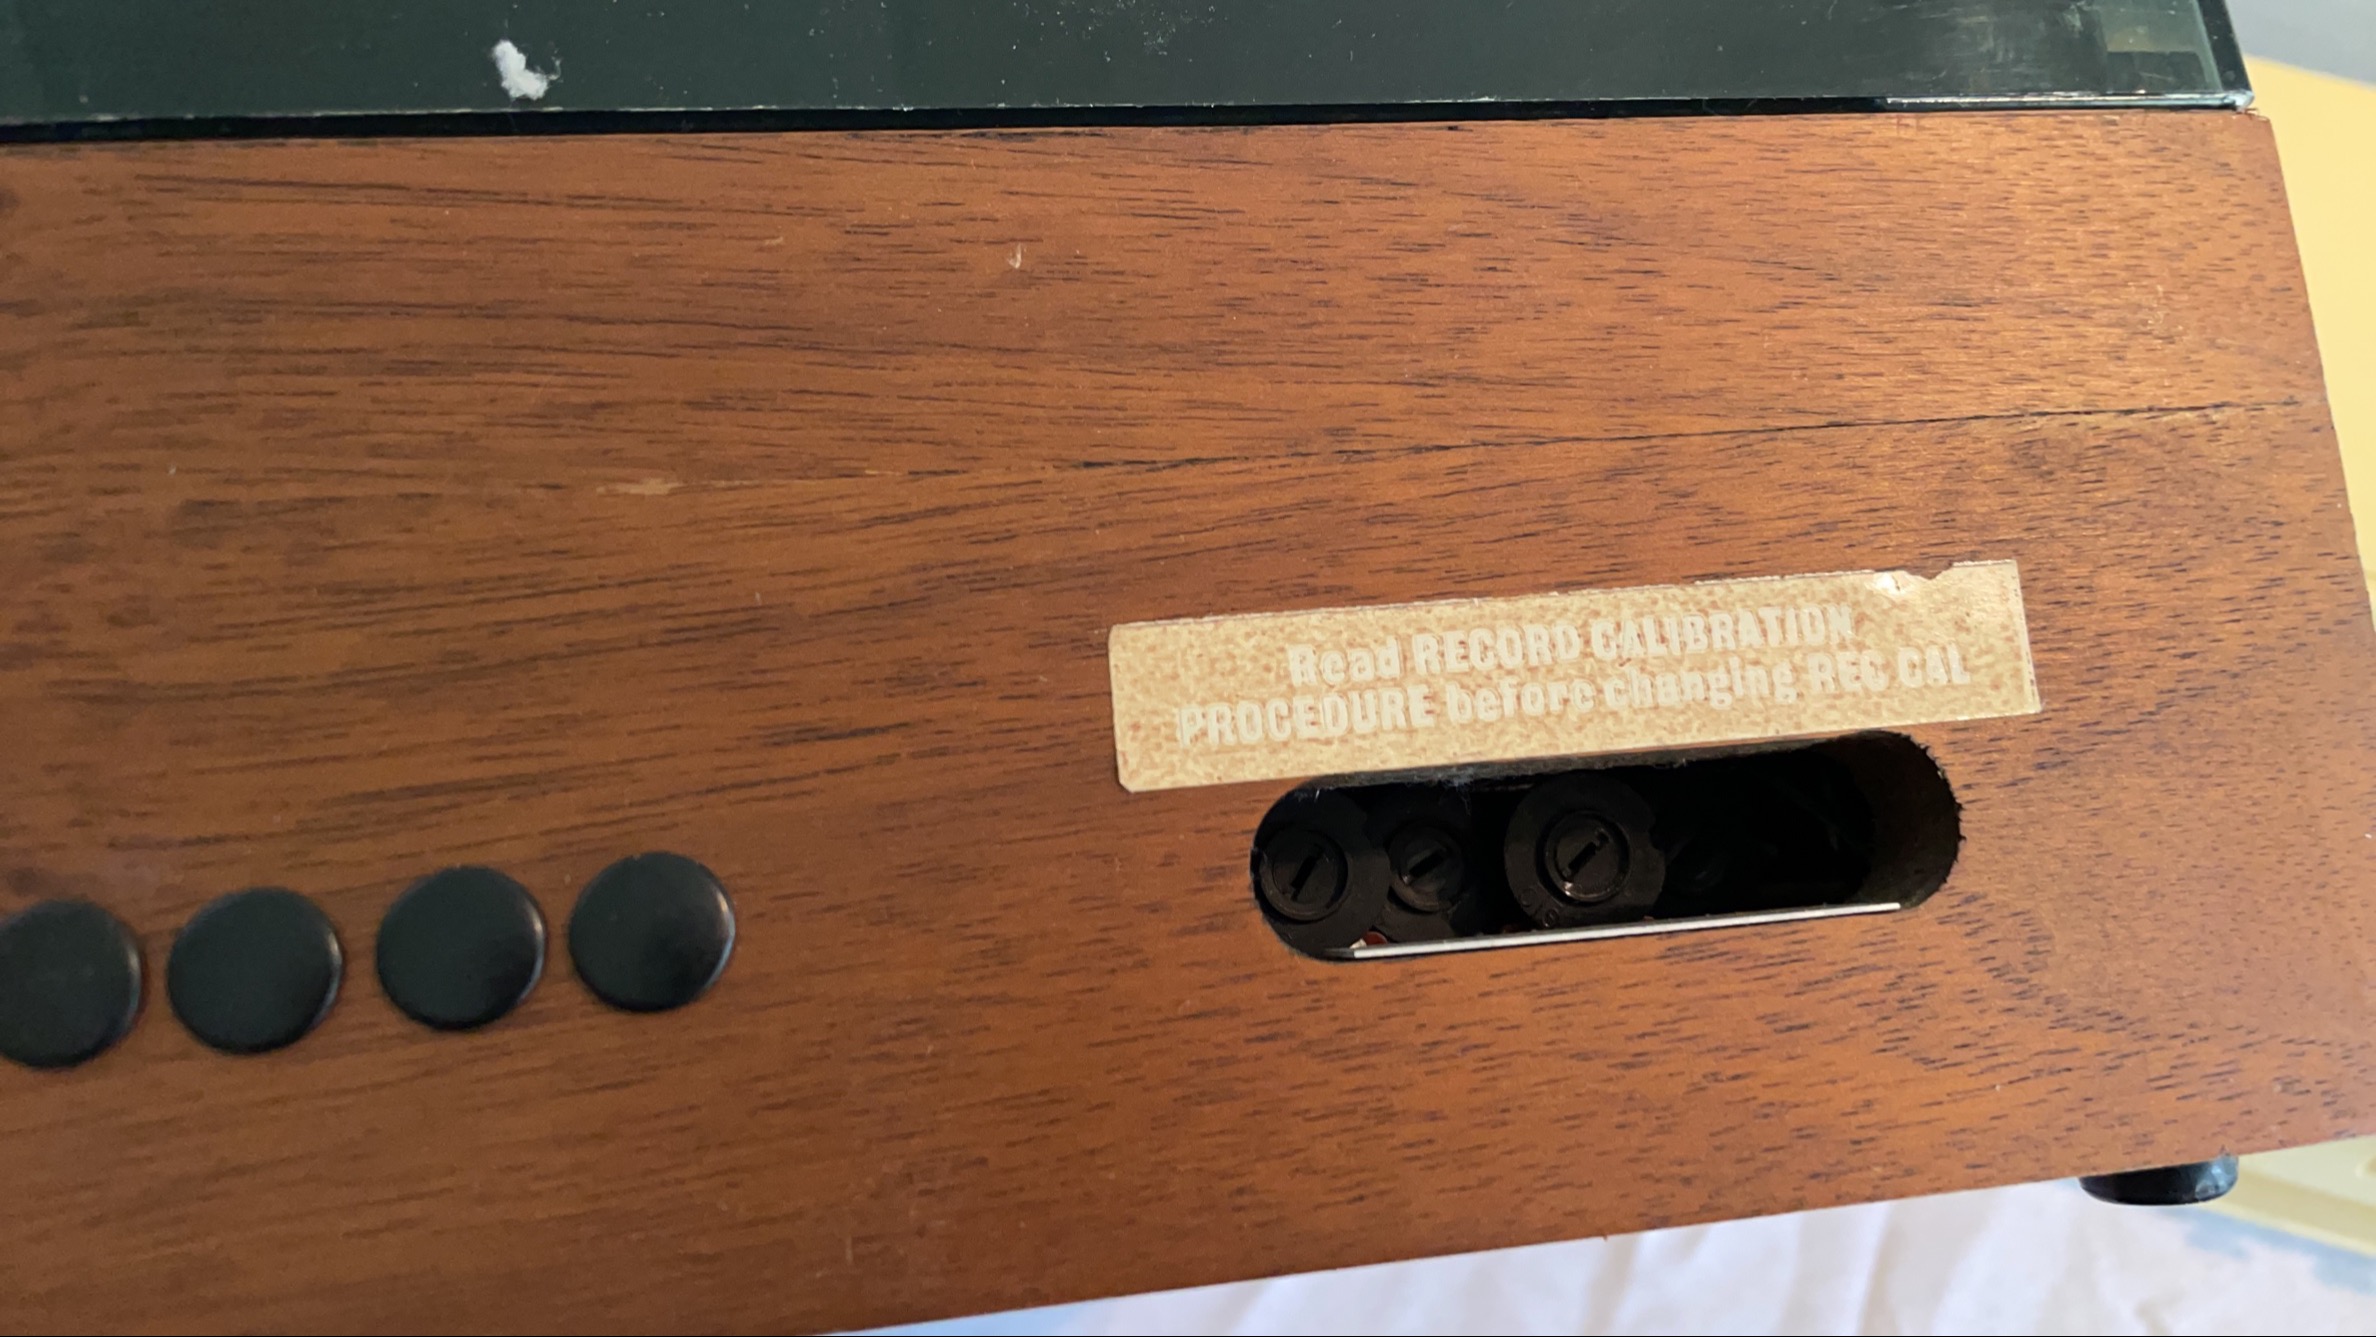 Read RECORD CALIBRATION
PROCEDURE before changing REC CAL